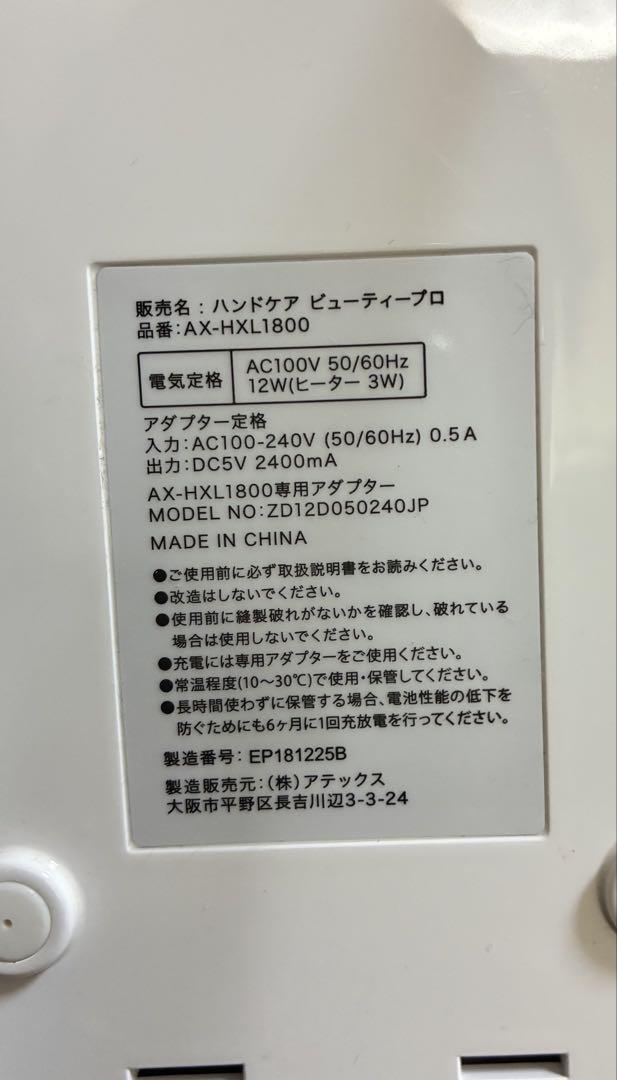 販売名：ハンドケア ビューティープロ
品番：AX-HXL1800
電気定格
AC100V 50/60Hz
12W(ヒーター 3W)
アダプター定格
入力：AC100-240V (50/60Hz) 0.5A
出力：DC5V 2400mA
AX-HXL1800専用アダプター
MODEL NO：ZD12D050240JP
MADE IN CHINA
●ご使用前に必ず取扱説明書をお読みください。
●改造はしないでください。
●使用前に縫製破れがないかを確認し、破れている
場合は使用しないでください。
●充電には専用アダプターをご使用ください。
●常温程度(10～30℃)で使用・保管してください。
●長時間使わずに保管する場合、電池性能の低下を
防ぐためにも6ヶ月に1回充放電を行ってください。
製造番号：EP181225B
製造販売元：(株)アテックス
大阪市平野区長吉川辺3-3-24